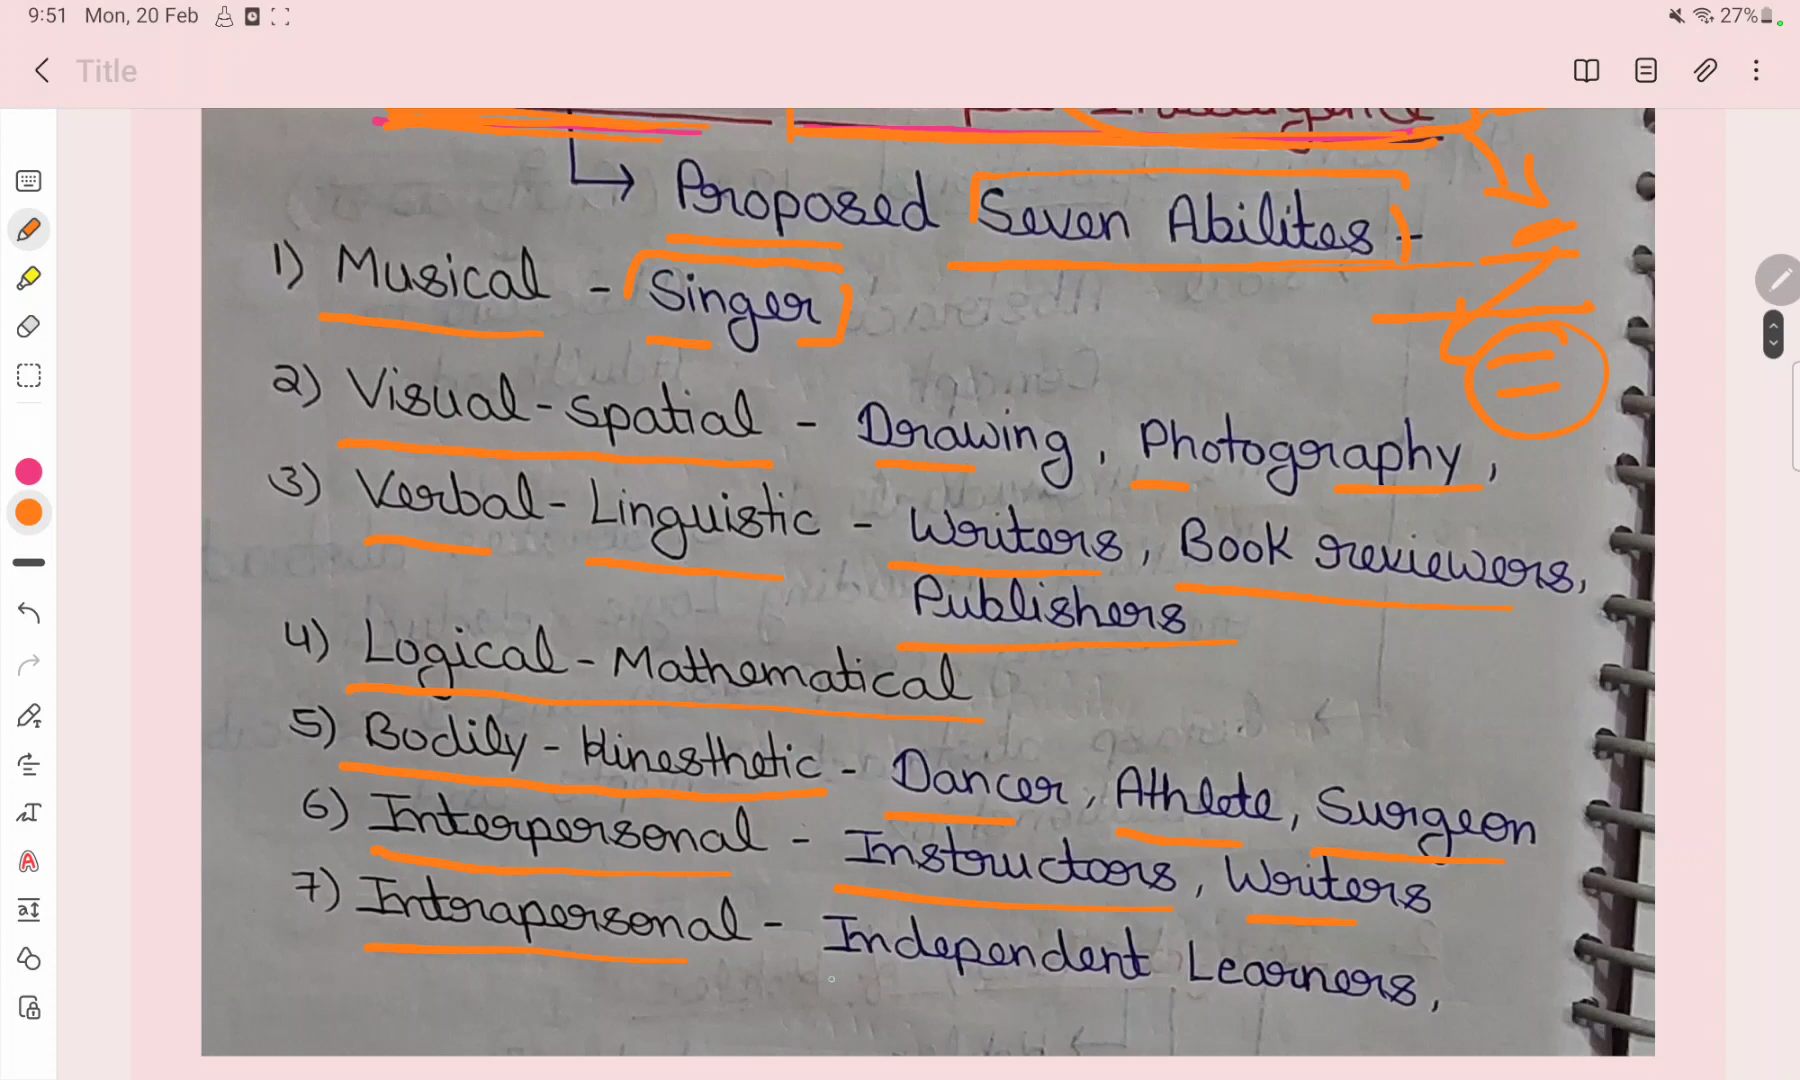 9:51 Mon, 20 Feb
27%
Title
Intelligence
Proposed Seven Abilites -
1) Musical - Singer
2) Visual-spatial - Drawing, Photography,
3) Verbal-Linguistic - Writers, Book reviewers,
Publishers
4) Logical-Mathematical
5) Bodily-Kinesthetic - Dancer, Athlete, Surgeon
6) Interpersonal - Instructors, Writers
7) Intrapersonal - Independent Learners,